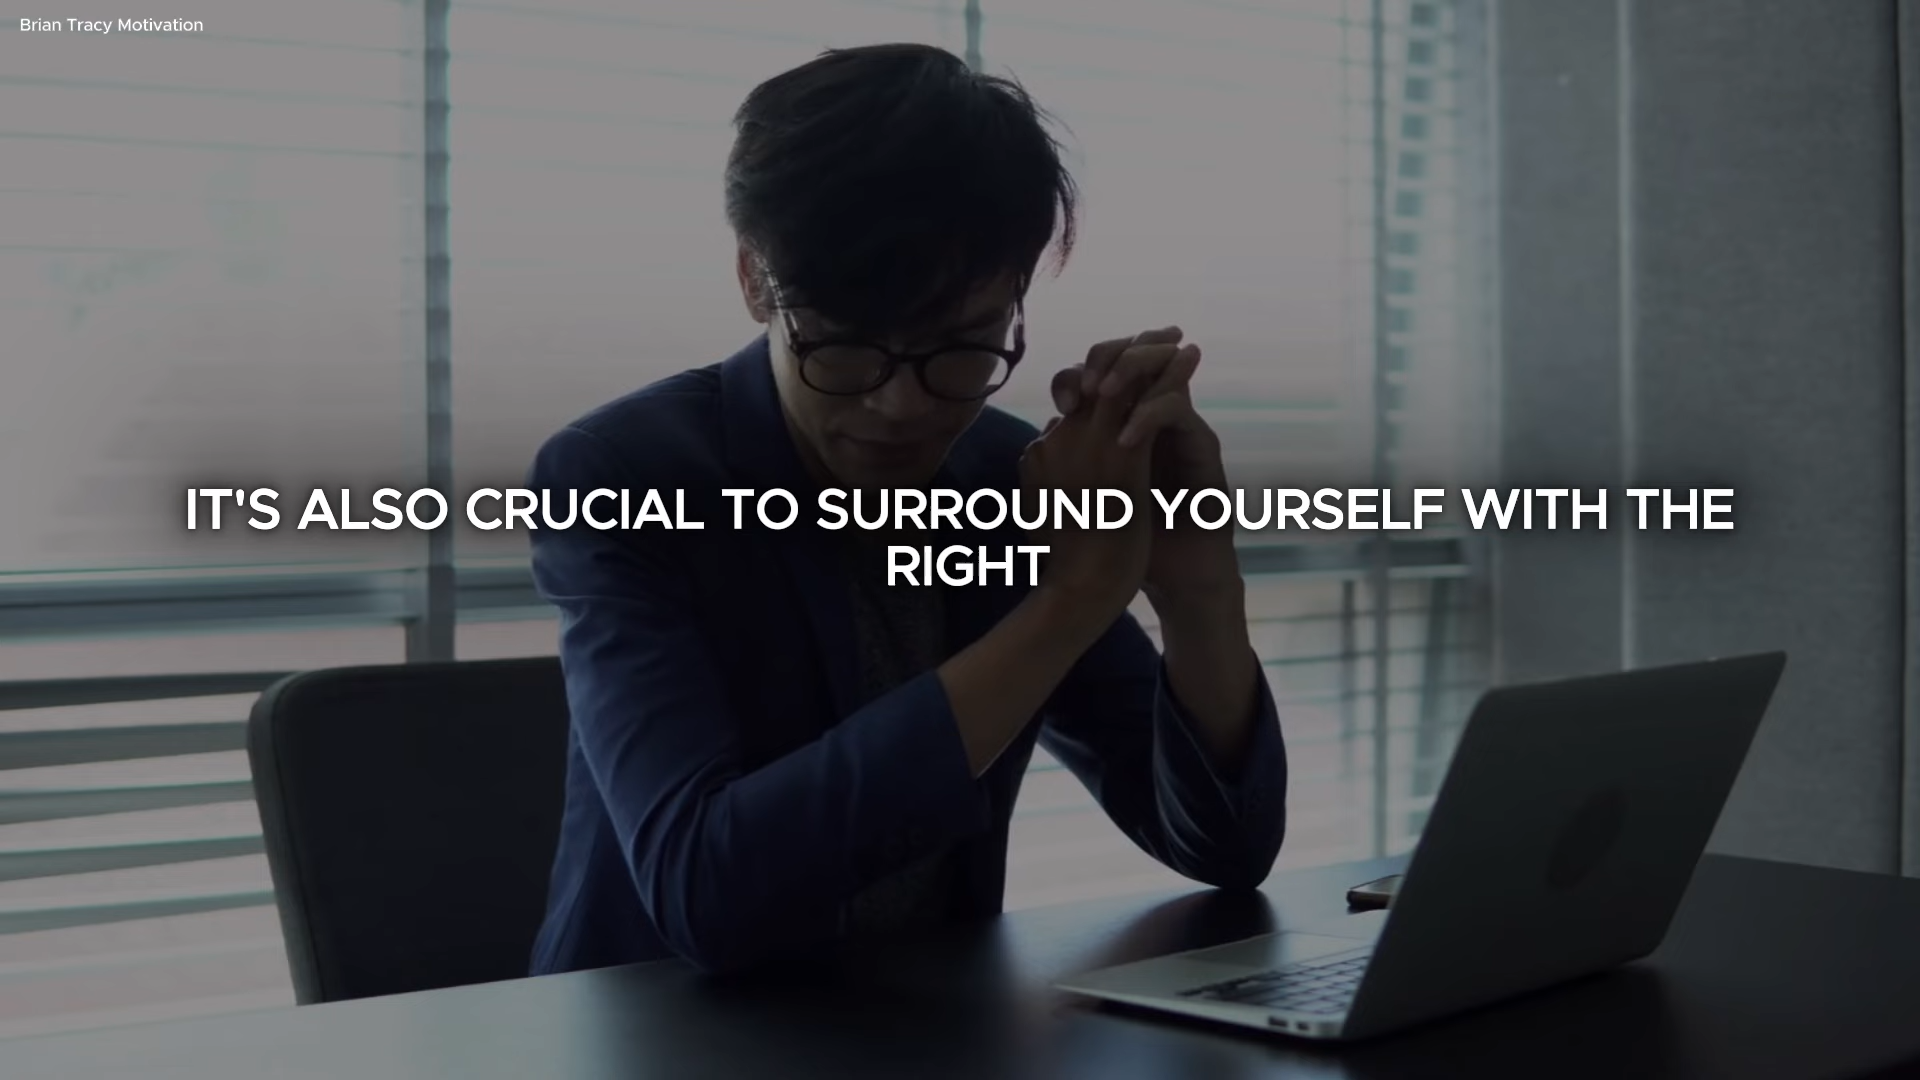 Brian Tracy Motivation
IT'S ALSO CRUCIAL TO SURROUND YOURSELF WITH THE
RIGHT